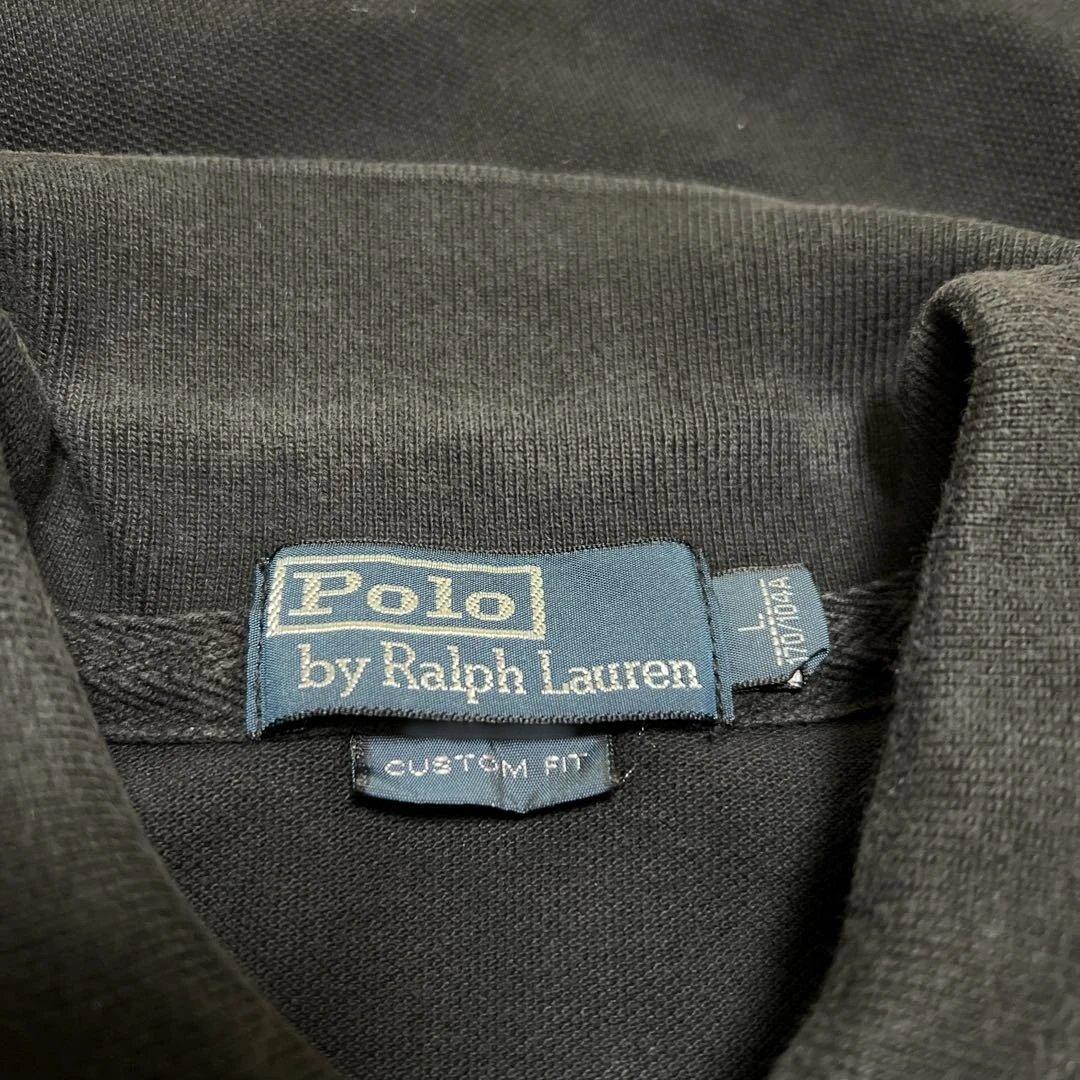 Polo
by Ralph Lauren
L
170/104A
CUSTOM FIT